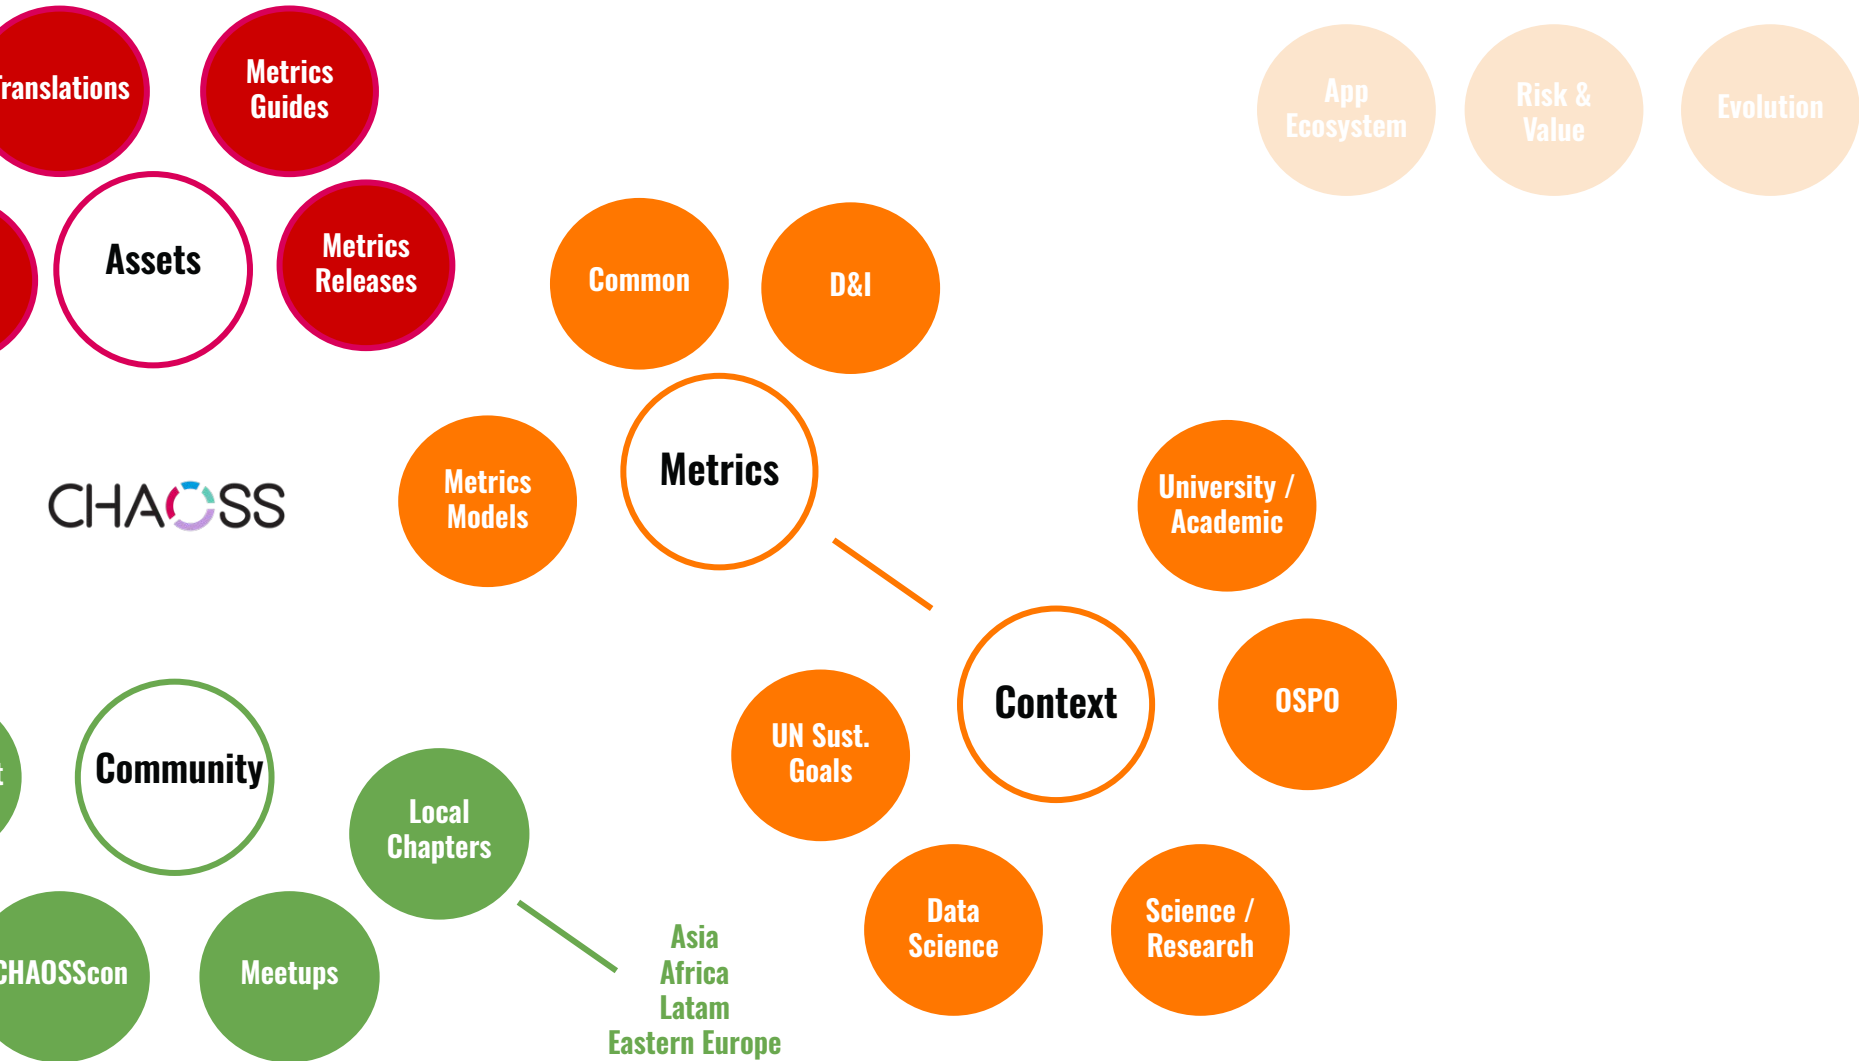 Translations
Metrics
Guides
App
Ecosystem
Risk &
Value
Evolution
Assets
Metrics
Releases
Common
D&I
Metrics
Metrics
Models
CHAOSS
University /
Academic
Context
OSPO
UN Sust.
Goals
Community
Local
Chapters
Data
Science
Science /
Research
CHAOSScon
Meetups
Asia
Africa
Latam
Eastern Europe